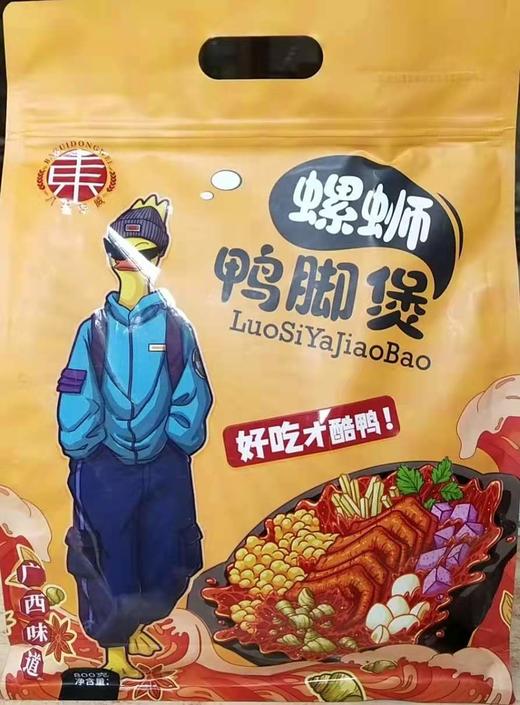 東
螺蛳
鸭脚煲
LuoSiYaJiaoBao
好吃才酷鸭！
广西味道
800克
净含量：